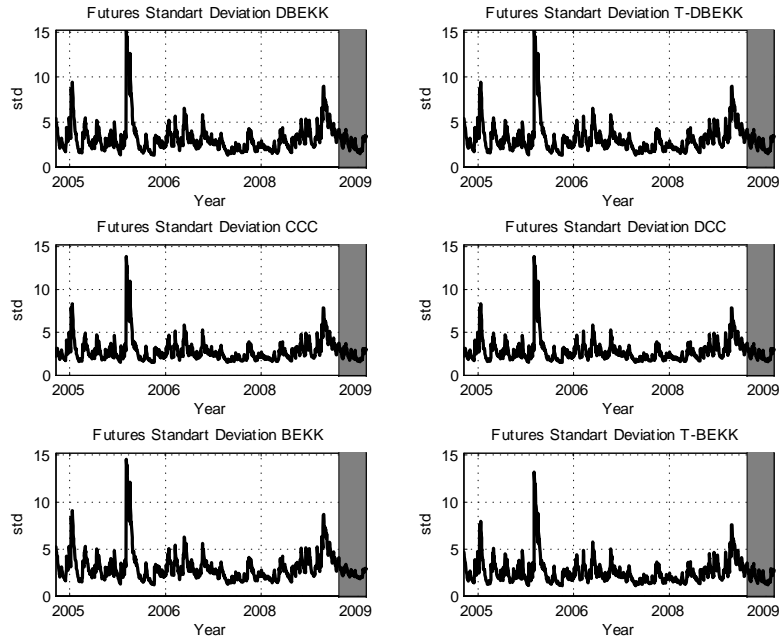 Futures Standart Deviation DBEKK
15
10
5
0
std
2005
2006
2008
2009
Year
Futures Standart Deviation T-DBEKK
15
10
5
0
std
2005
2006
2008
2009
Year
Futures Standart Deviation CCC
15
10
5
0
std
2005
2006
2008
2009
Year
Futures Standart Deviation DCC
15
10
5
0
std
2005
2006
2008
2009
Year
Futures Standart Deviation BEKK
15
10
5
0
std
2005
2006
2008
2009
Year
Futures Standart Deviation T-BEKK
15
10
5
0
std
2005
2006
2008
2009
Year